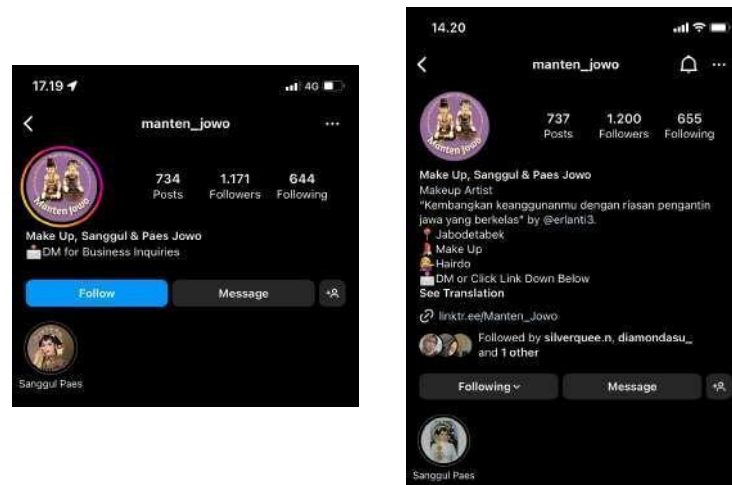 17.19
4G
manten_jowo
Manten Jowo
734 1.171 644
Posts Followers Following
Make Up, Sanggul & Paes Jowo
DM for Business Inquiries
Follow Message
Sanggul Paes
14.20
manten_jowo
Manten Jowo
737 1.200 655
Posts Followers Following
Make Up, Sanggul & Paes Jowo
Makeup Artist
"Kembangkan keanggunanmu dengan riasan pengantin
jawa yang berkelas" by @erlanti3.
Jabodetabek
Make Up
Hairdo
DM or Click Link Down Below
See Translation
linktr.ee/Manten_Jowo
Followed by silverquee.n, diamondasu_
and 1 other
Following Message
Sanggul Paes